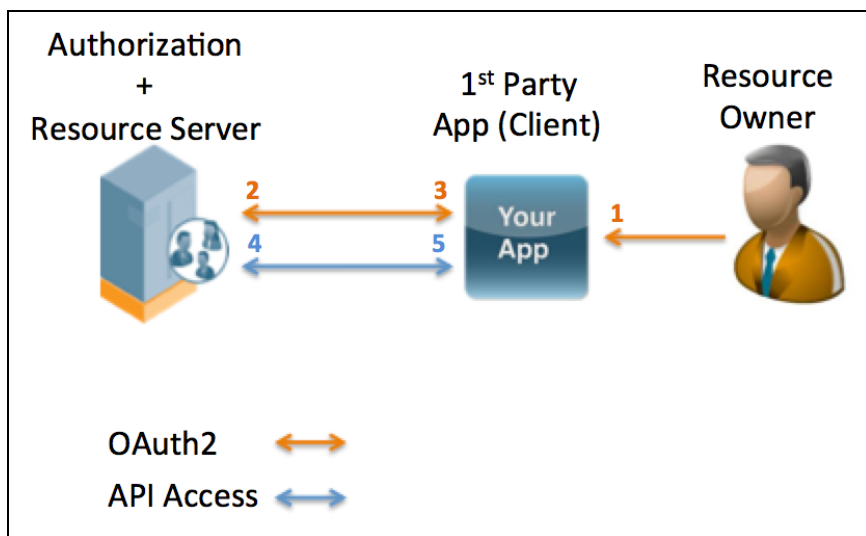 Authorization
+
Resource Server
1st Party
App (Client)
Resource
Owner
2
3
1
Your
App
4
5
OAuth2
API Access